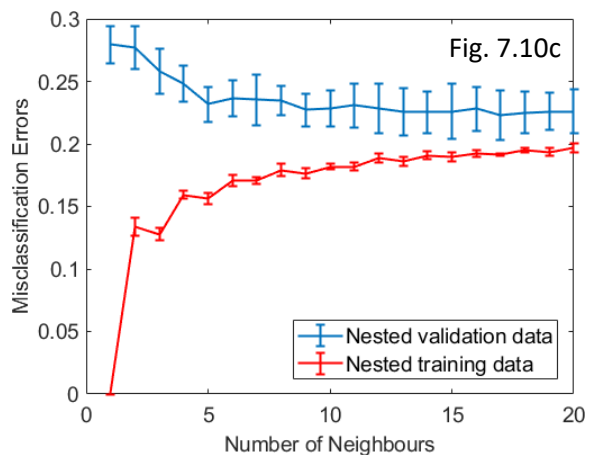 Fig. 7.10c
Misclassification Errors
0.3
0.25
0.2
0.15
0.1
0.05
0
Nested validation data
Nested training data
0 5 10 15 20
Number of Neighbours